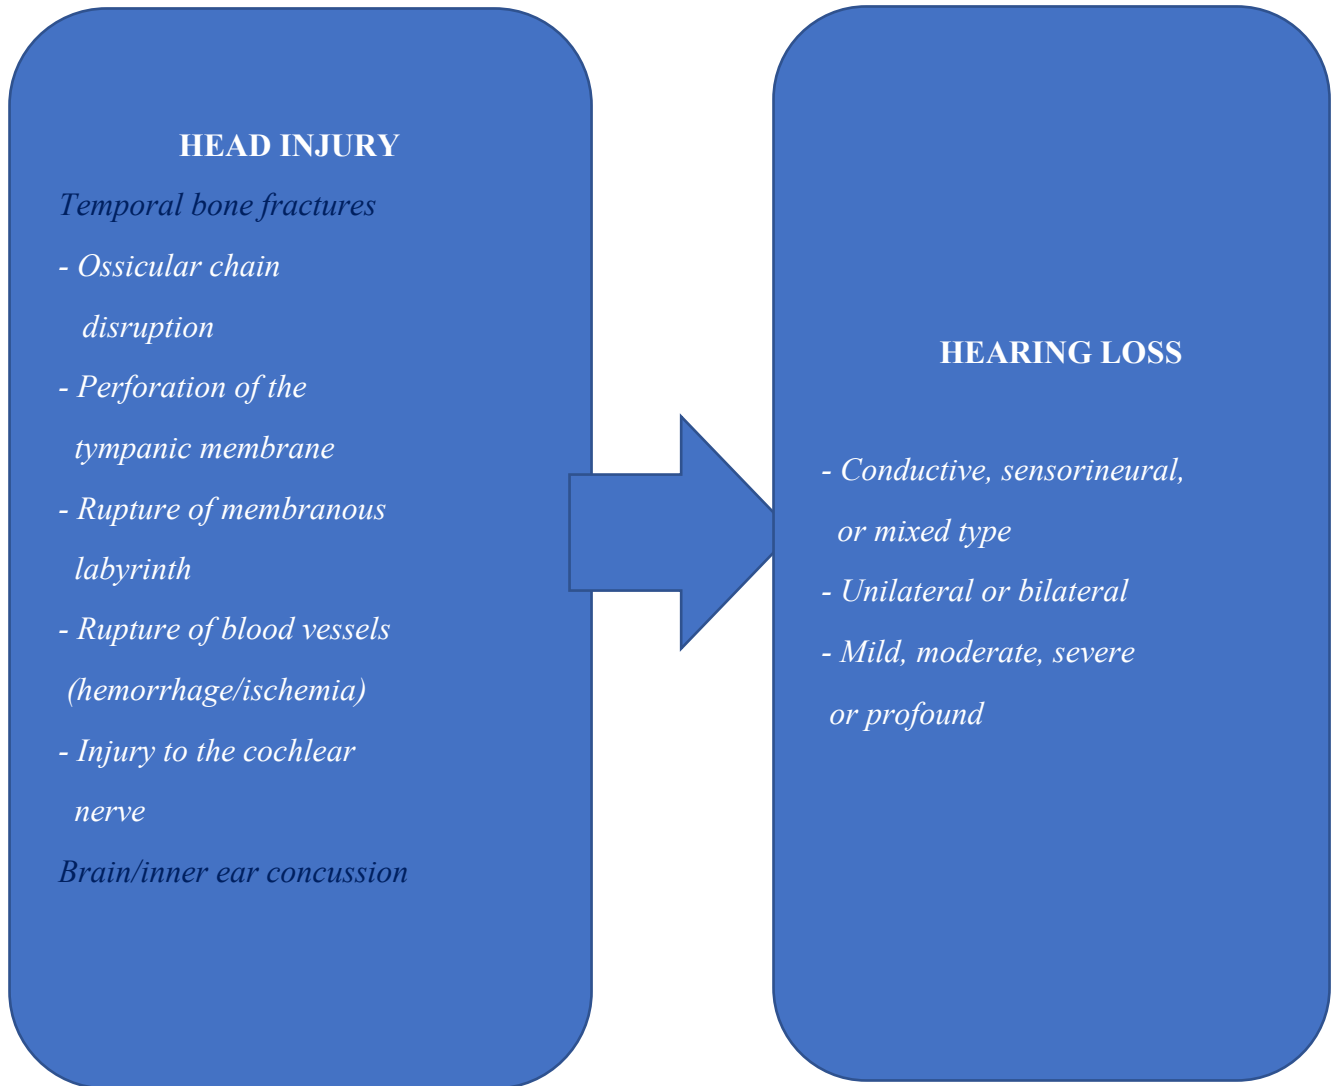 HEAD INJURY
Temporal bone fractures
- Ossicular chain
disruption
- Perforation of the
tympanic membrane
- Rupture of membranous
labyrinth
- Rupture of blood vessels
(hemorrhage/ischemia)
- Injury to the cochlear
nerve
Brain/inner ear concussion
HEARING LOSS
- Conductive, sensorineural,
or mixed type
- Unilateral or bilateral
- Mild, moderate, severe
or profound